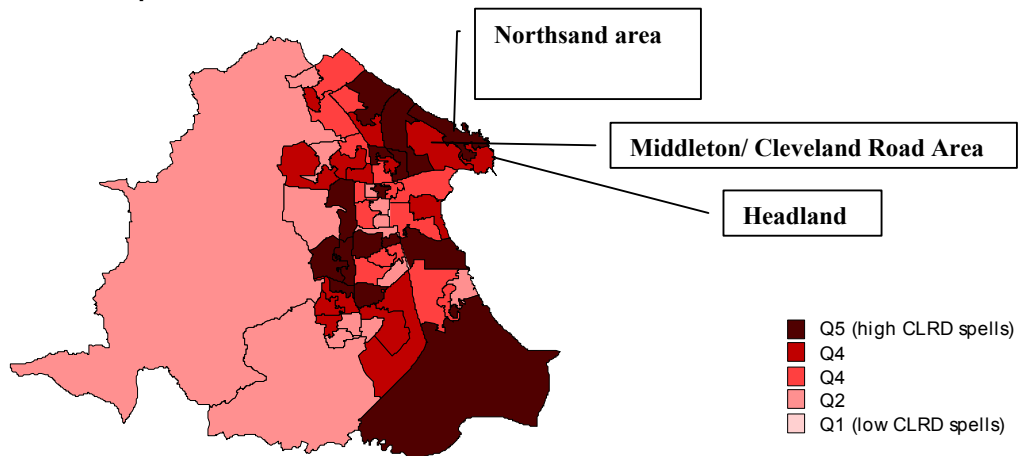 Northsand area
Middleton/ Cleveland Road Area
Headland
Q5 (high CLRD spells)
Q4
Q4
Q2
Q1 (low CLRD spells)